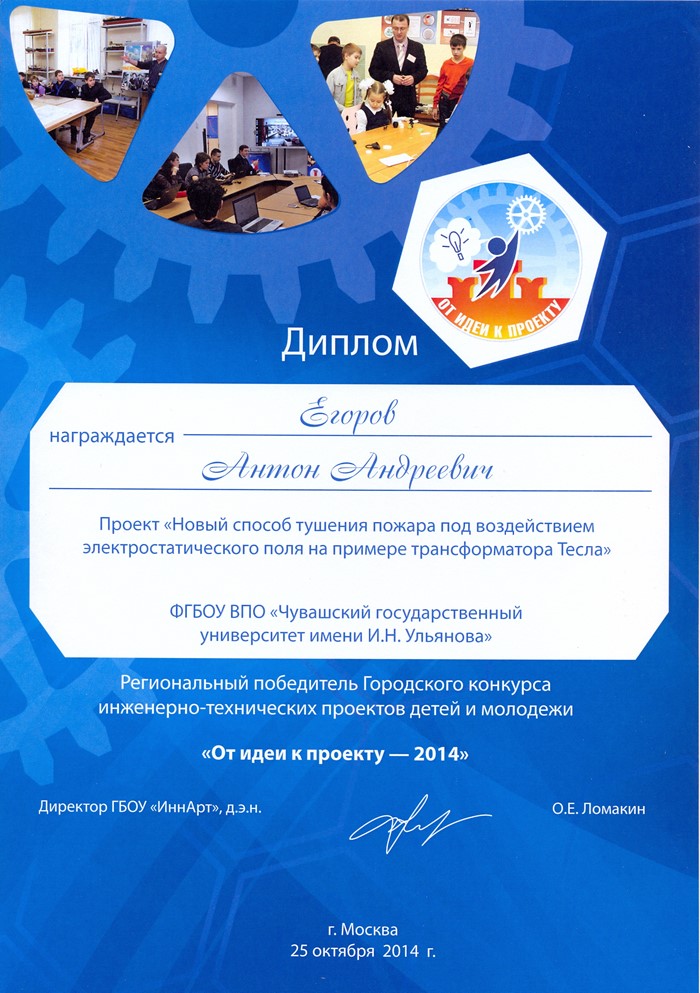 ОТ ИДЕИ К ПРОЕКТУ
Диплом
Егоров
награждается
Антон Андреевич
Проект «Новый способ тушения пожара под воздействием
электростатического поля на примере трансформатора Тесла»
ФГБОУ ВПО «Чувашский государственный
университет имени И.Н. Ульянова»
Региональный победитель Городского конкурса
инженерно-технических проектов детей и молодежи
«От идеи к проекту — 2014»
Директор ГБОУ «ИннАрт», д.э.н. О.Е. Ломакин
г. Москва
25 октября 2014 г.